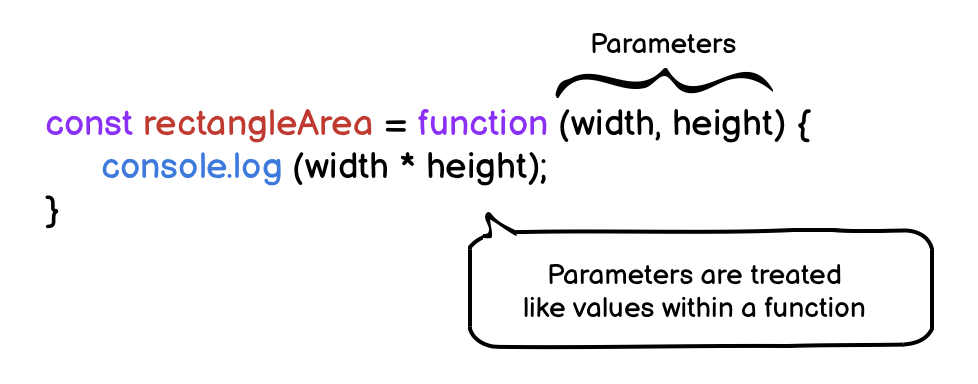 Parameters
const rectangleArea = function (width, height) {
console.log (width * height);
}
Parameters are treated
like values within a function